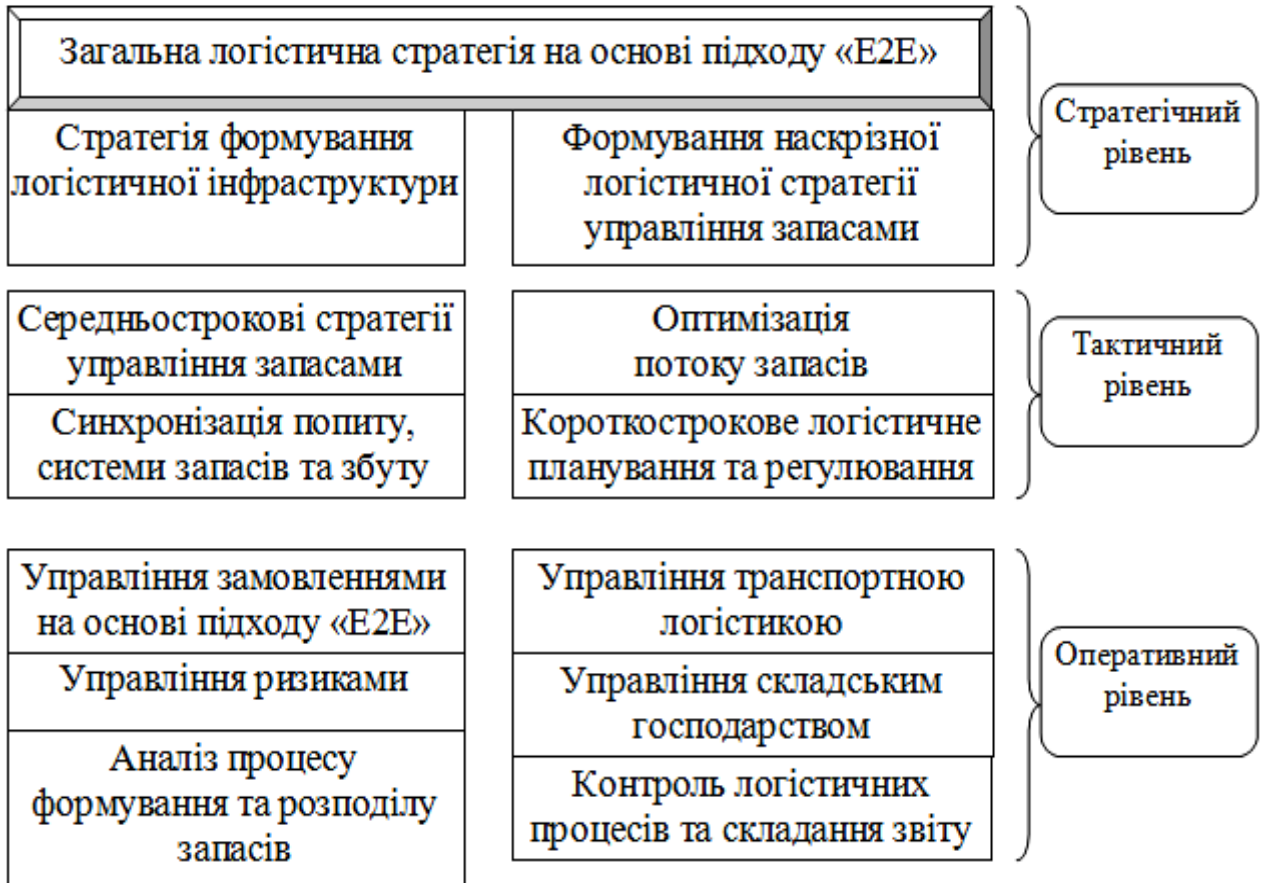 Загальна логістична стратегія на основі підходу «Е2Е»
Стратегія формування
логістичної інфраструктури
Формування наскрізної
логістичної стратегії
управління запасами
Стратегічний
рівень
Середньострокові стратегії
управління запасами
Оптимізація
потоку запасів
Синхронізація попиту,
системи запасів та збуту
Короткострокове логістичне
планування та регулювання
Тактичний
рівень
Управління замовленнями
на основі підходу «Е2Е»
Управління транспортною
логістикою
Управління ризиками
Управління складським
господарством
Аналіз процесу
формування та розподілу
запасів
Контроль логістичних
процесів та складання звіту
Оперативний
рівень